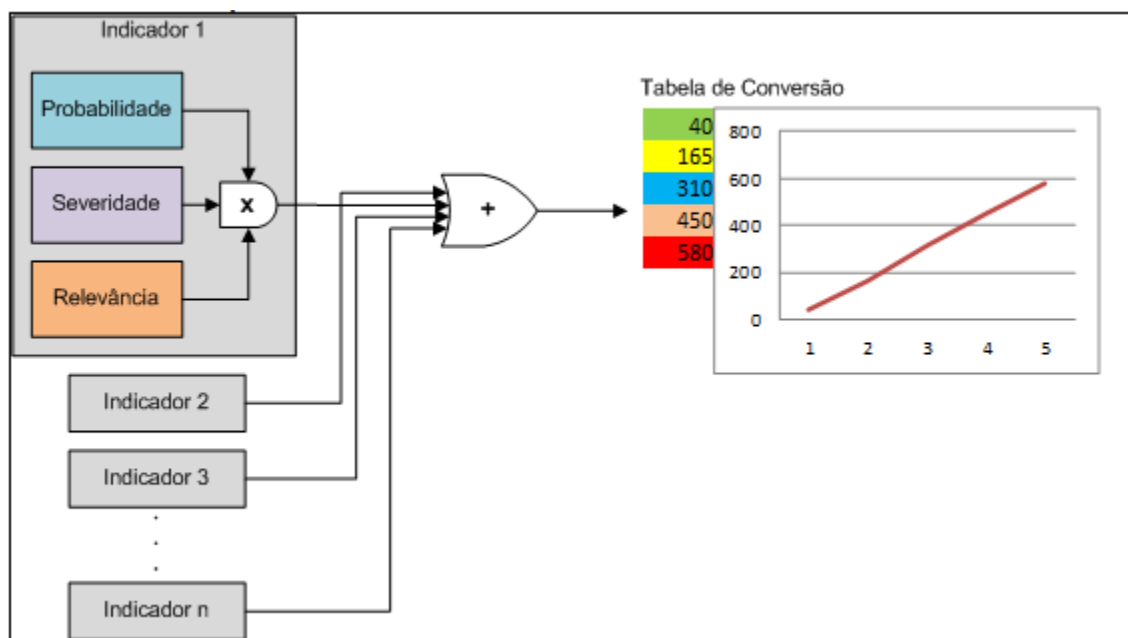 Indicador 1
Probabilidade
Severidade
Relevância
x
Indicador 2
Indicador 3
.
.
.
Indicador n
+
Tabela de Conversão
40
165
310
450
580
800
600
400
200
0
1 2 3 4 5